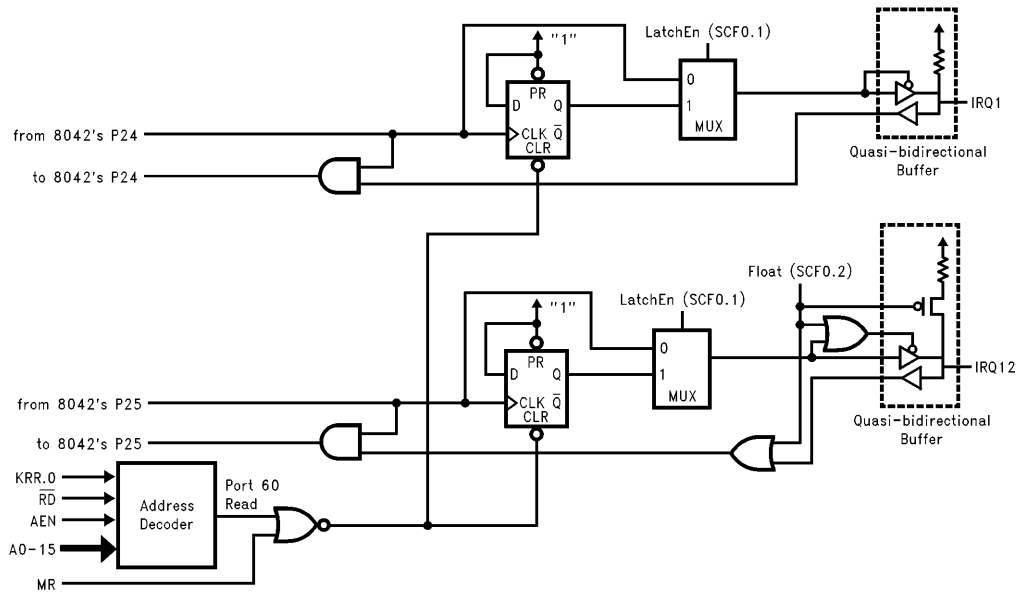 LatchEn (SCF0.1)
"1"
PR
D
Q
CLK
Q̅
CLR
0
1
MUX
IRQ1
Quasi-bidirectional
Buffer
from 8042's P24
to 8042's P24
Float (SCF0.2)
LatchEn (SCF0.1)
"1"
PR
D
Q
CLK
Q̅
CLR
0
1
MUX
IRQ12
Quasi-bidirectional
Buffer
from 8042's P25
to 8042's P25
KRR.0
R̅D̅
AEN
A0-15
MR
Address
Decoder
Port 60
Read